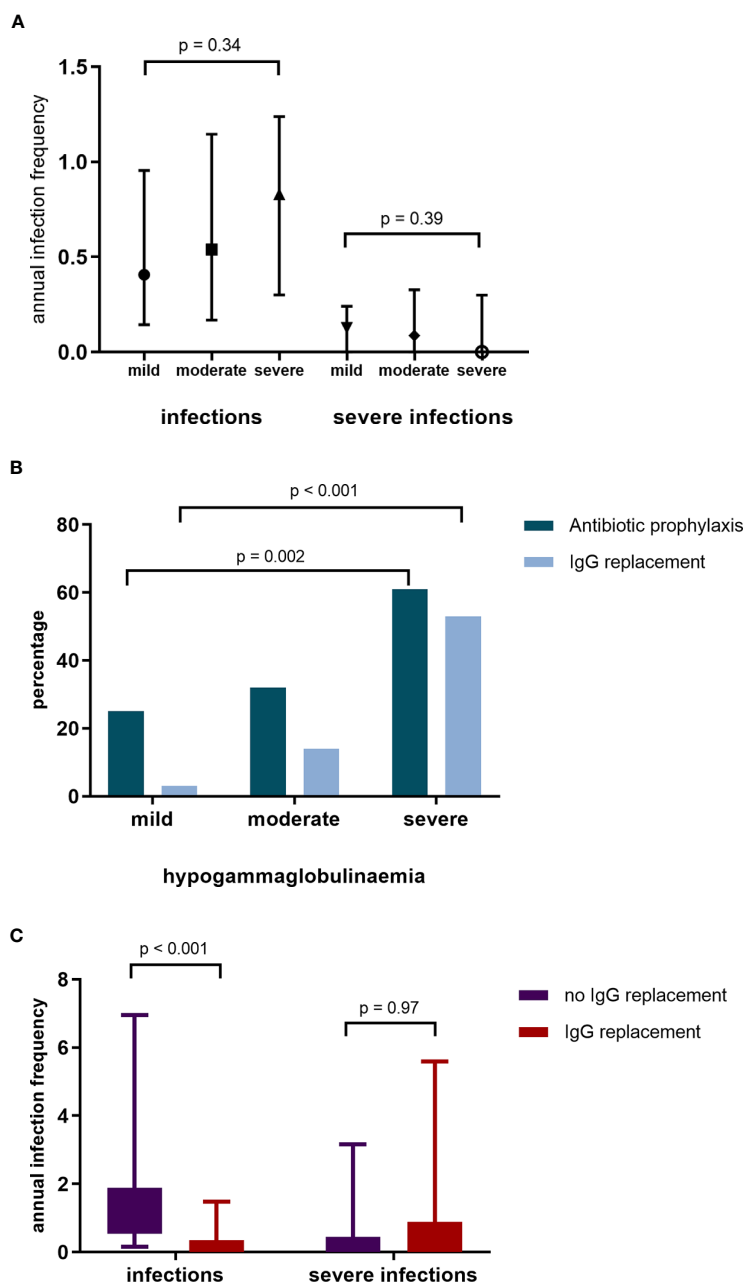 A
p = 0.34
1.5
1.0
0.5
0.0
annual infection frequency
p = 0.39
mild moderate severe mild moderate severe
infections severe infections
B
p < 0.001
p = 0.002
80
60
40
20
0
percentage
Antibiotic prophylaxis
IgG replacement
mild moderate severe
hypogammaglobulinaemia
C
p < 0.001
p = 0.97
8
6
4
2
0
annual infection frequency
no IgG replacement
IgG replacement
infections severe infections